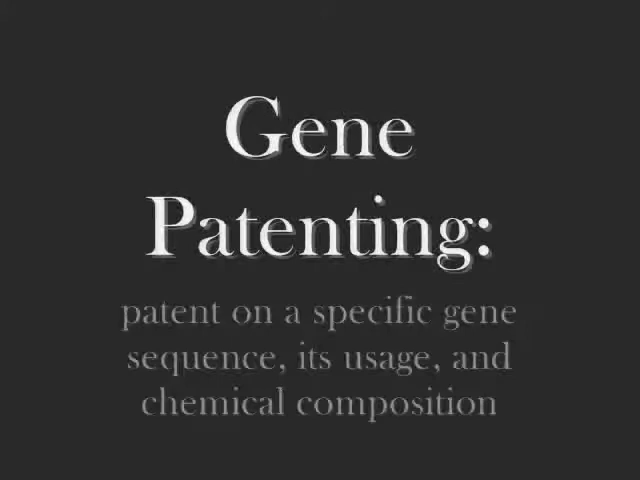 Gene
Patenting:
patent on a specific gene
sequence, its usage, and
chemical composition